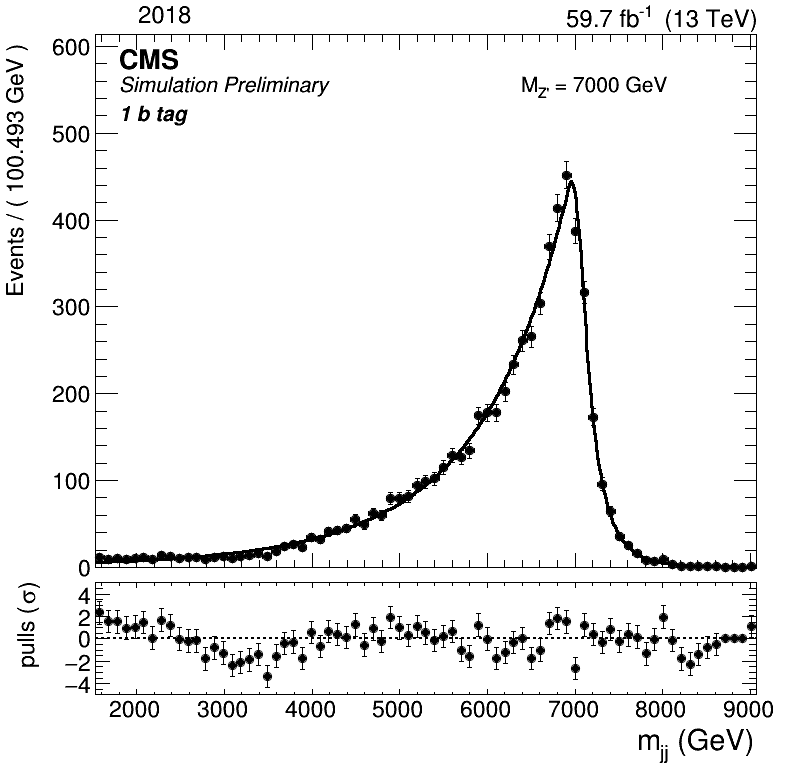 2018 59.7 fb-1 (13 TeV)
CMS
Simulation Preliminary
MZ' = 7000 GeV
1 b tag
Events / ( 100.493 GeV )
600
500
400
300
200
100
0
pulls (σ)
4
2
0
−2
−4
2000 3000 4000 5000 6000 7000 8000 9000
mjj (GeV)